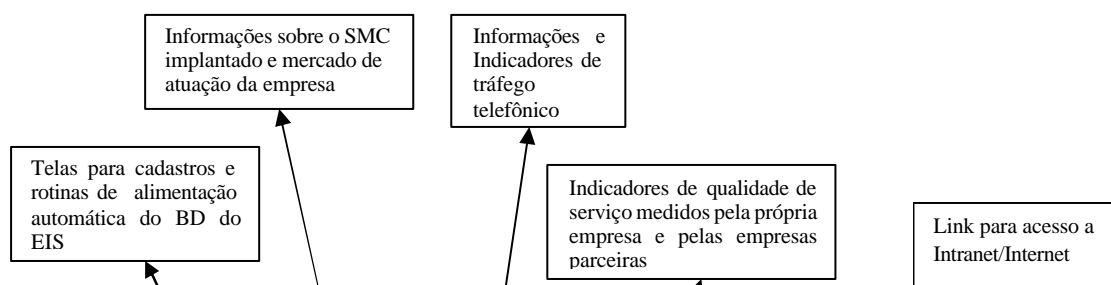 Informações sobre o SMC
implantado e mercado de
atuação da empresa
Informações e
Indicadores de
tráfego
telefônico
Telas para cadastros e
rotinas de alimentação
automática do BD do
EIS
Indicadores de qualidade de
serviço medidos pela própria
empresa e pelas empresas
parceiras
Link para acesso a
Intranet/Internet